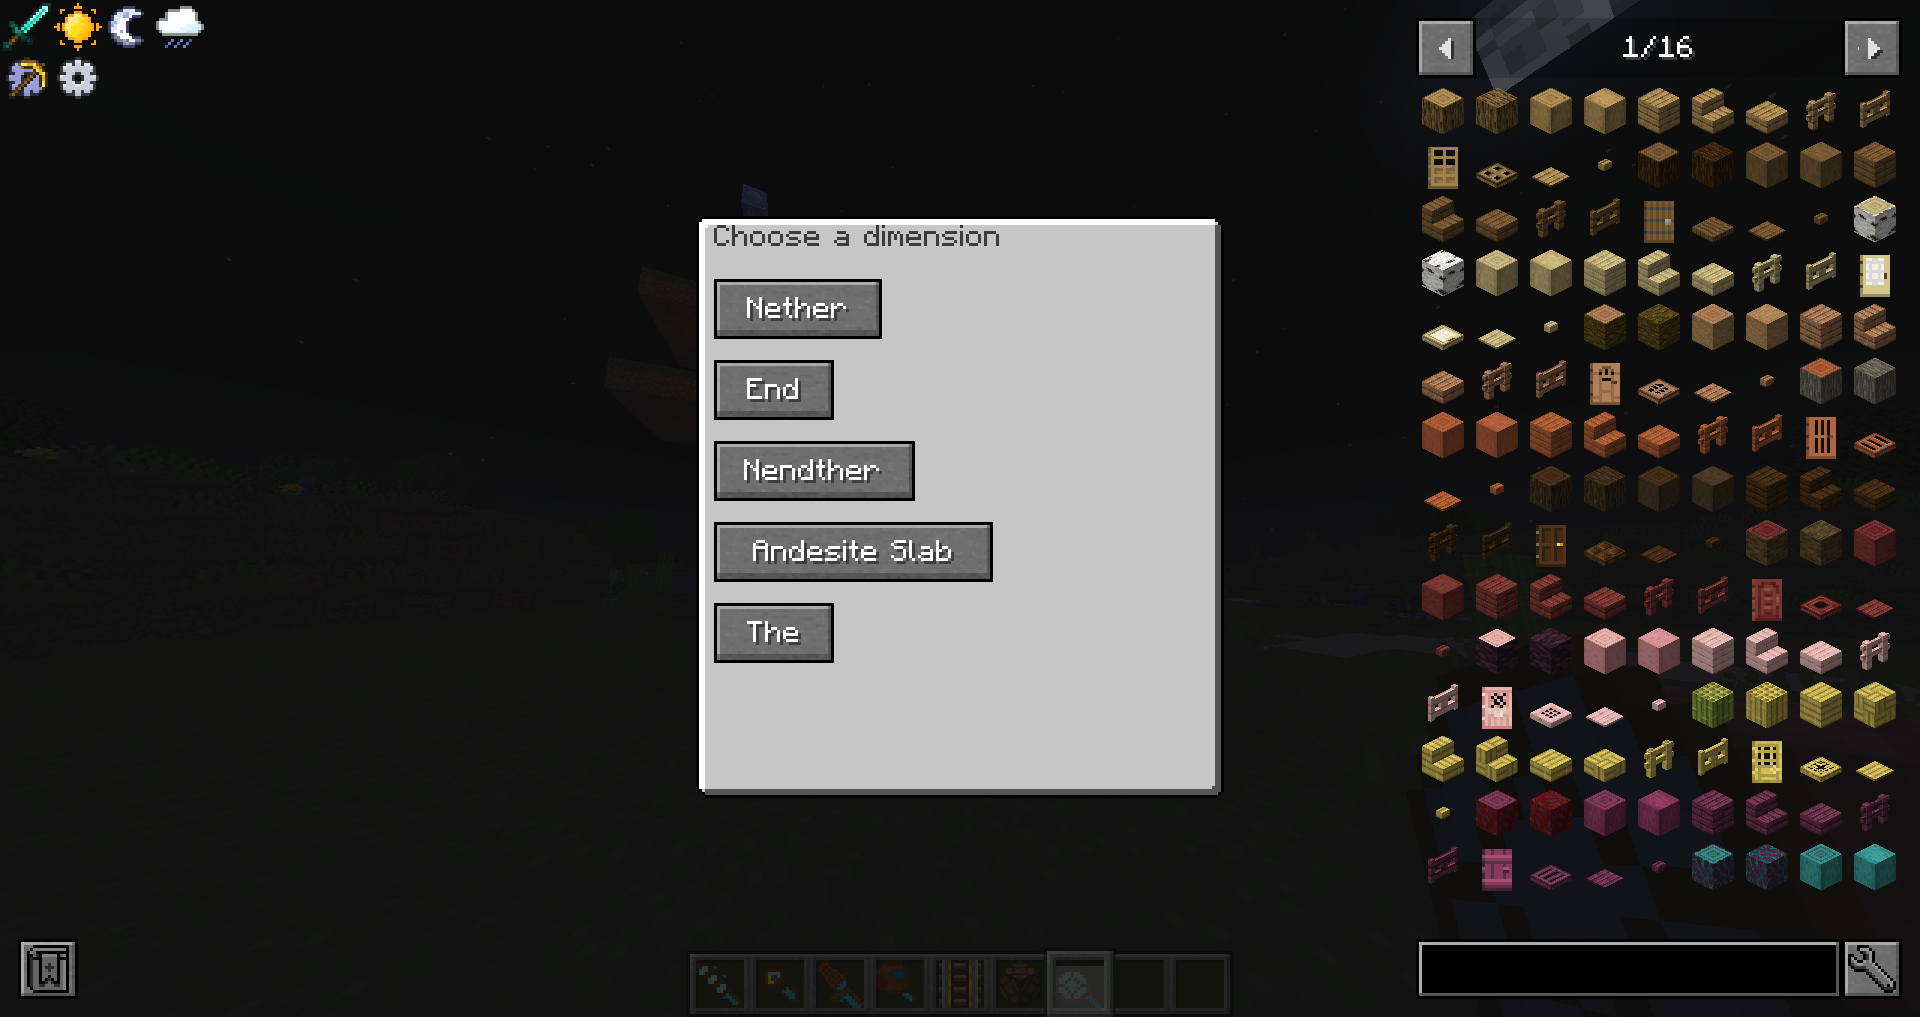 1/16
Choose a dimension
Nether
End
Nendther
Andesite Slab
The